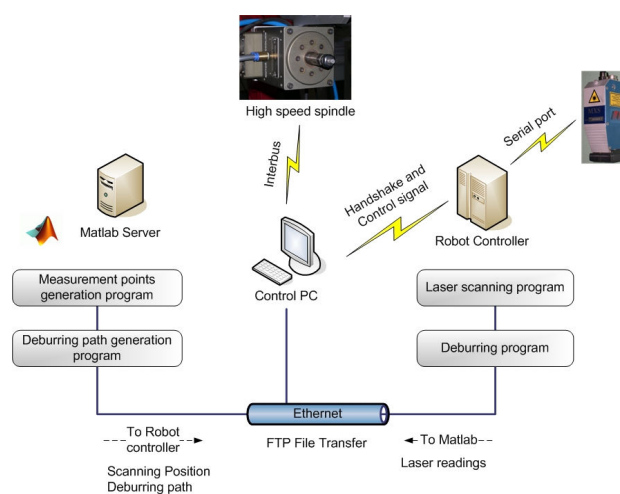 High speed spindle
Interbus
Serial port
Handshake and
Control signal
Matlab Server
Robot Controller
Control PC
Measurement points
generation program
Laser scanning program
Deburring path generation
program
Deburring program
Ethernet
FTP File Transfer
To Robot
controller
Scanning Position
Deburring path
To Matlab
Laser readings